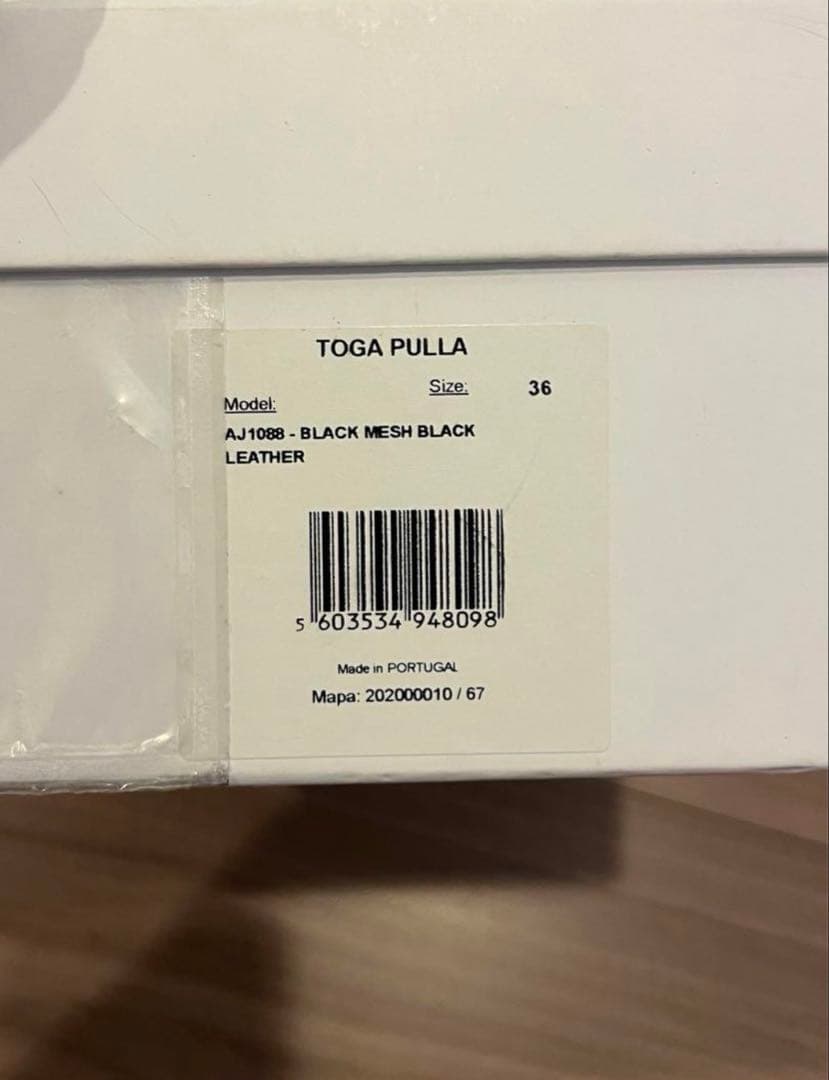 TOGA PULLA
Size: 36
Model:
AJ1088 - BLACK MESH BLACK
LEATHER
5 603534 948098
Made in PORTUGAL
Mapa: 202000010 / 67